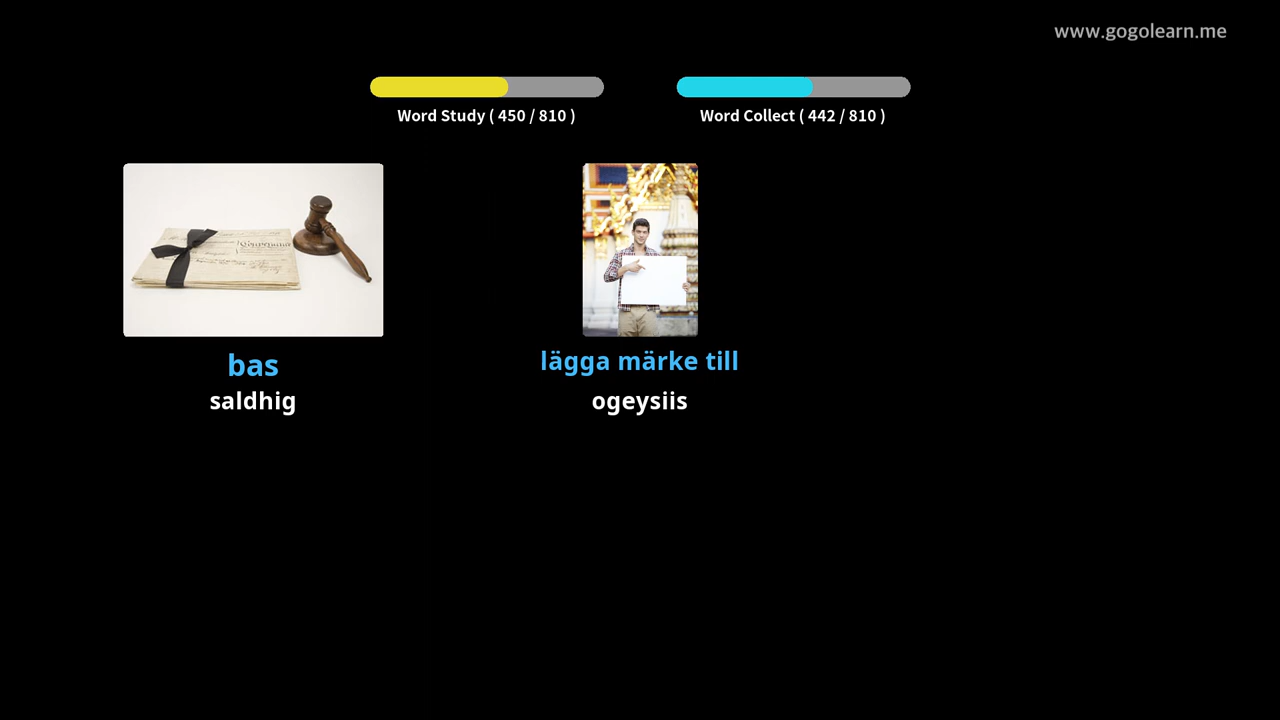 www.gogolearn.me
Word Study ( 450 / 810 )
Word Collect ( 442 / 810 )
bas
saldhig
lägga märke till
ogeysiis